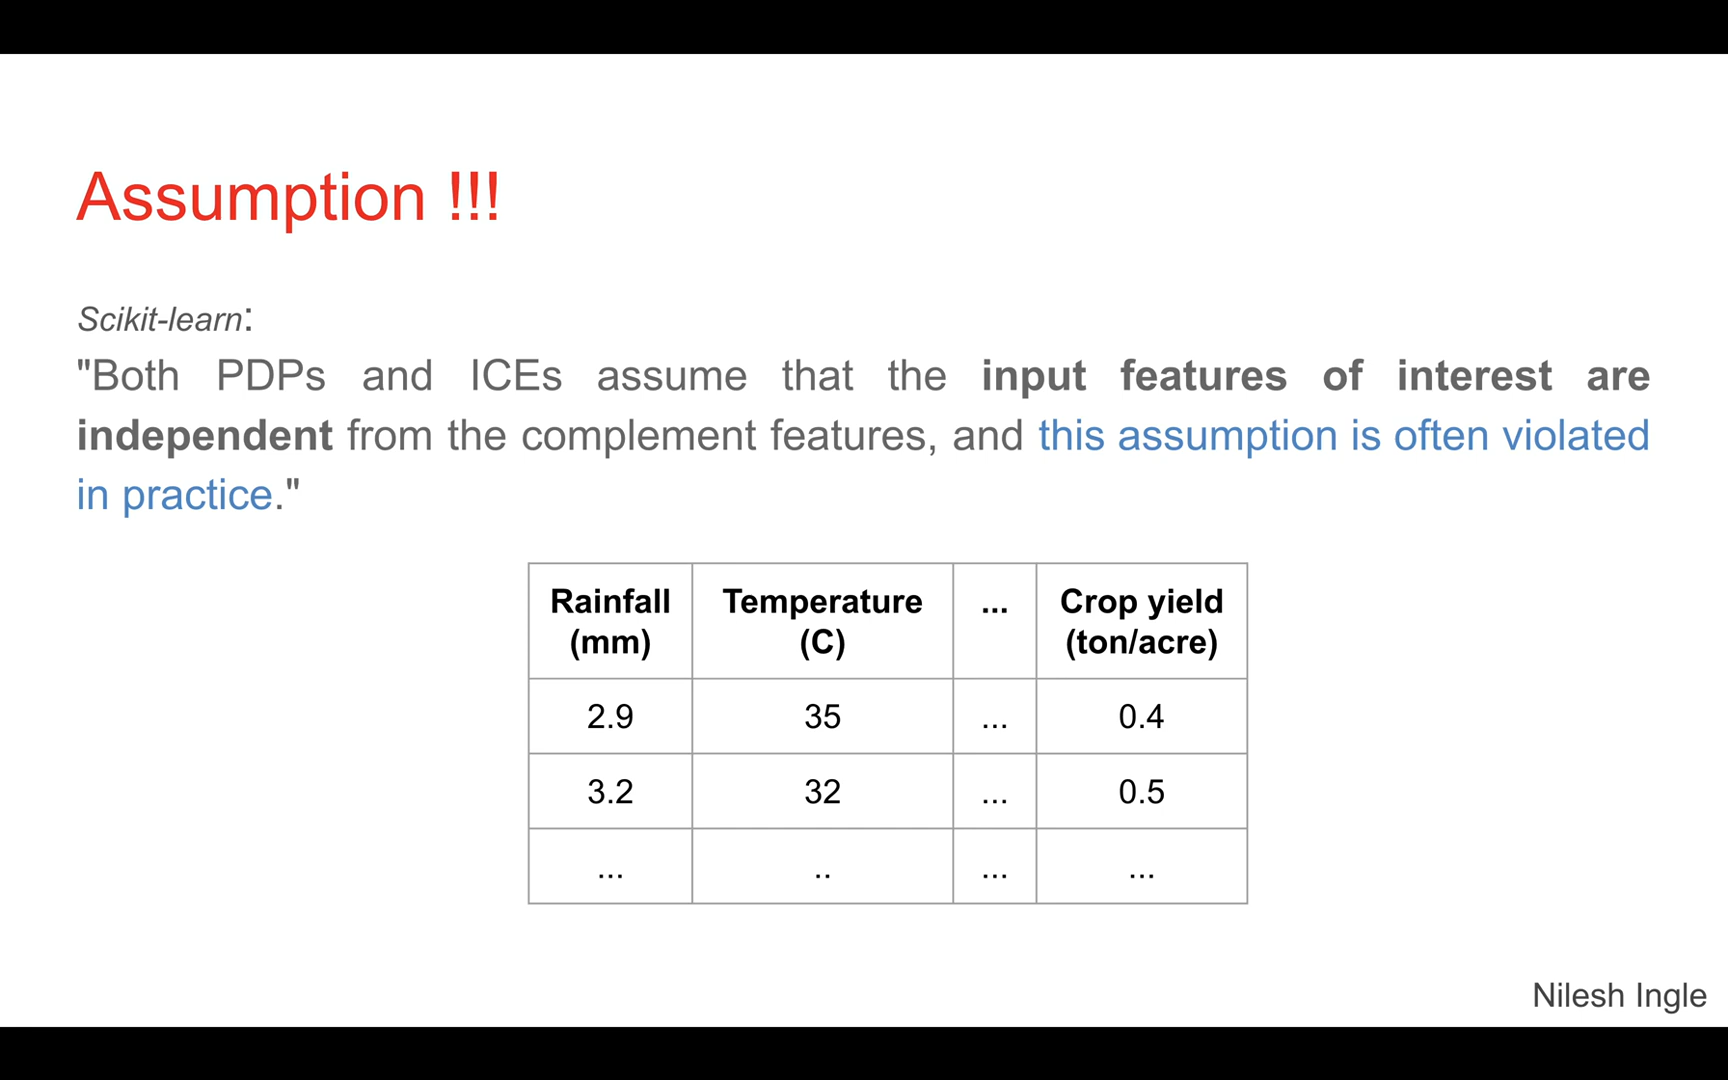 Assumption !!!
Scikit-learn:
"Both PDPs and ICEs assume that the input features of interest are
independent from the complement features, and this assumption is often violated
in practice."
Rainfall (mm) Temperature (C) ... Crop yield (ton/acre)
2.9 35 ... 0.4
3.2 32 ... 0.5
... .. ... ...
Nilesh Ingle